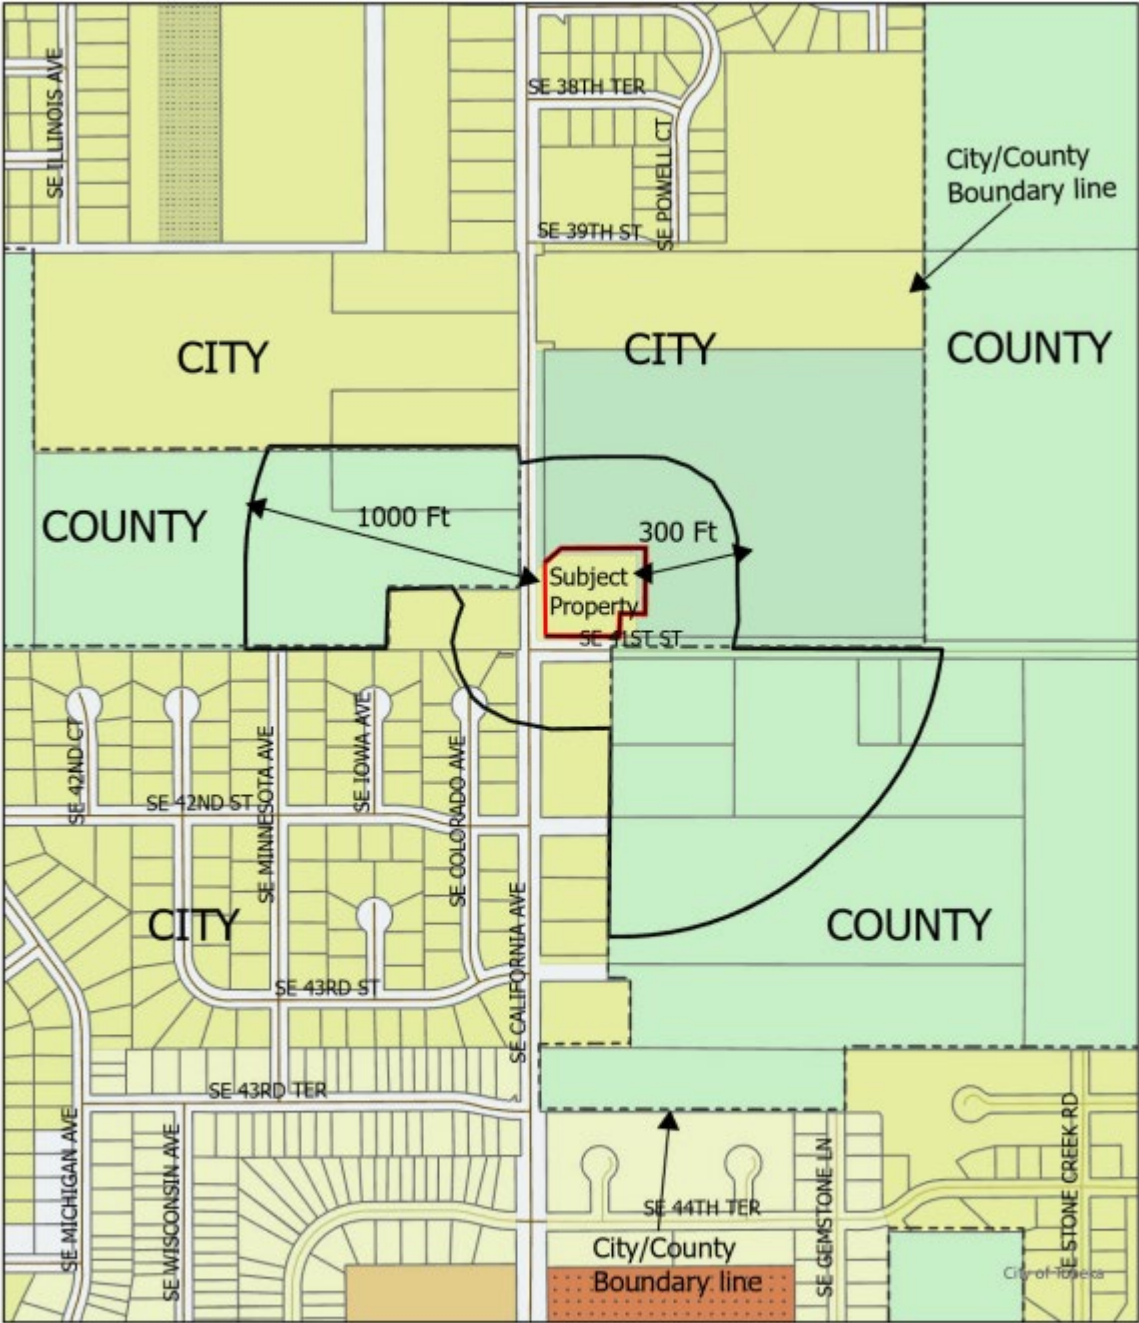 SE 38TH TER
SE ILLINOIS AVE
SE POWELL CT
City/County
Boundary line
SE 39TH ST
CITY
CITY
COUNTY
COUNTY
1000 Ft
300 Ft
Subject
Property
SE 41ST ST
SE 42ND CT
SE MINNESOTA AVE
SE IOWA AVE
SE COLORADO AVE
SE 42ND ST
CITY
COUNTY
SE CALIFORNIA AVE
SE 43RD ST
SE 43RD TER
SE MICHIGAN AVE
SE WISCONSIN AVE
SE GEMSTONE LN
SE STONE CREEK RD
SE 44TH TER
City/County
Boundary line
City of Topeka